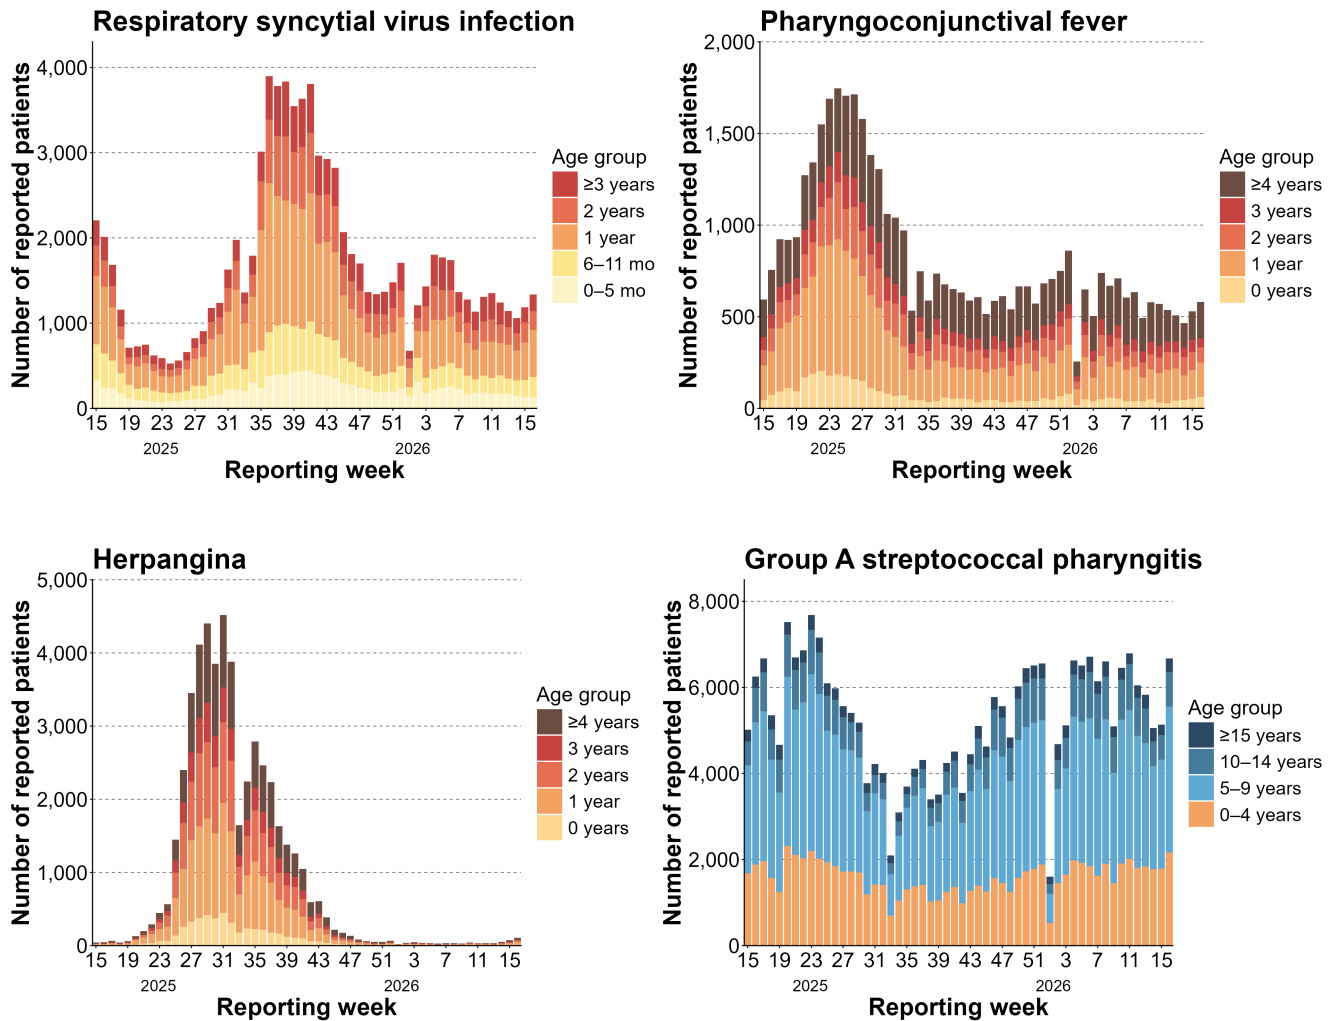 Respiratory syncytial virus infection
Number of reported patients
4,000
3,000
2,000
1,000
0
15 19 23 27 31 35 39 43 47 51 3 7 11 15
2025 2026
Reporting week
Age group
≥3 years
2 years
1 year
6–11 mo
0–5 mo
Pharyngoconjunctival fever
Number of reported patients
2,000
1,500
1,000
500
0
15 19 23 27 31 35 39 43 47 51 3 7 11 15
2025 2026
Reporting week
Age group
≥4 years
3 years
2 years
1 year
0 years
Herpangina
Number of reported patients
5,000
4,000
3,000
2,000
1,000
0
15 19 23 27 31 35 39 43 47 51 3 7 11 15
2025 2026
Reporting week
Age group
≥4 years
3 years
2 years
1 year
0 years
Group A streptococcal pharyngitis
Number of reported patients
8,000
6,000
4,000
2,000
0
15 19 23 27 31 35 39 43 47 51 3 7 11 15
2025 2026
Reporting week
Age group
≥15 years
10–14 years
5–9 years
0–4 years